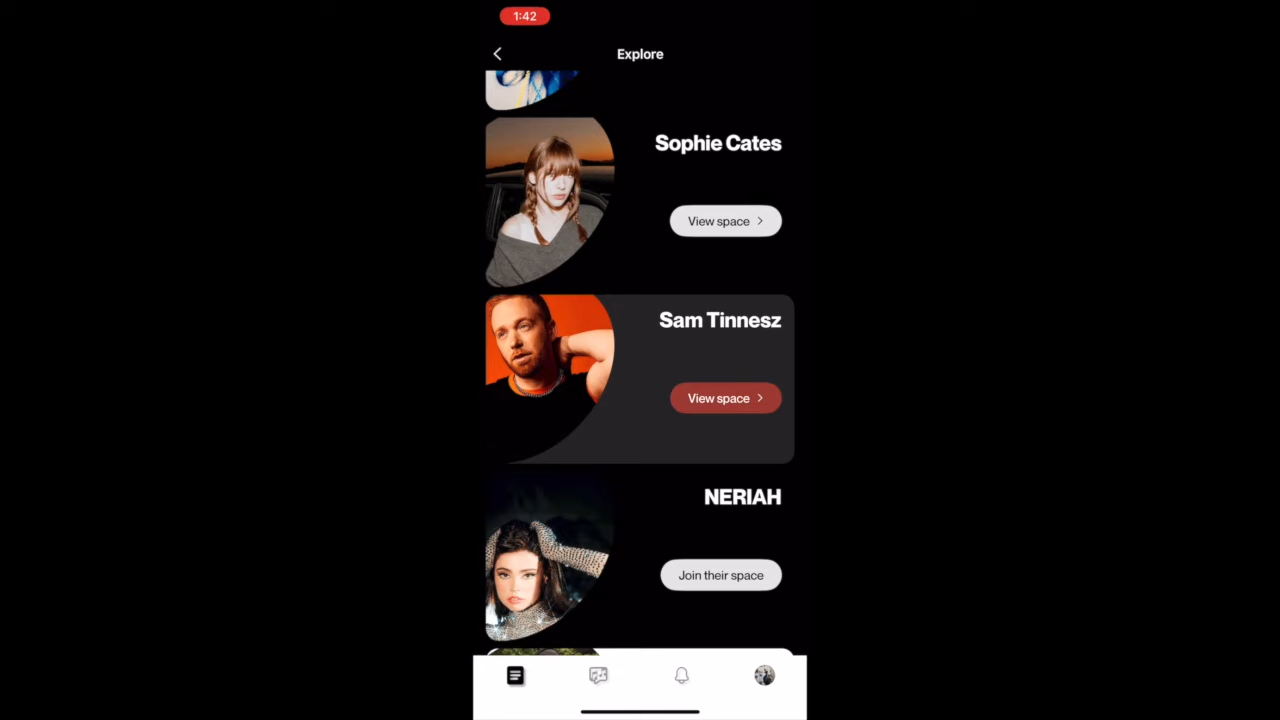 1:42
Explore
Sophie Cates
View space
Sam Tinnesz
View space
NERIAH
Join their space